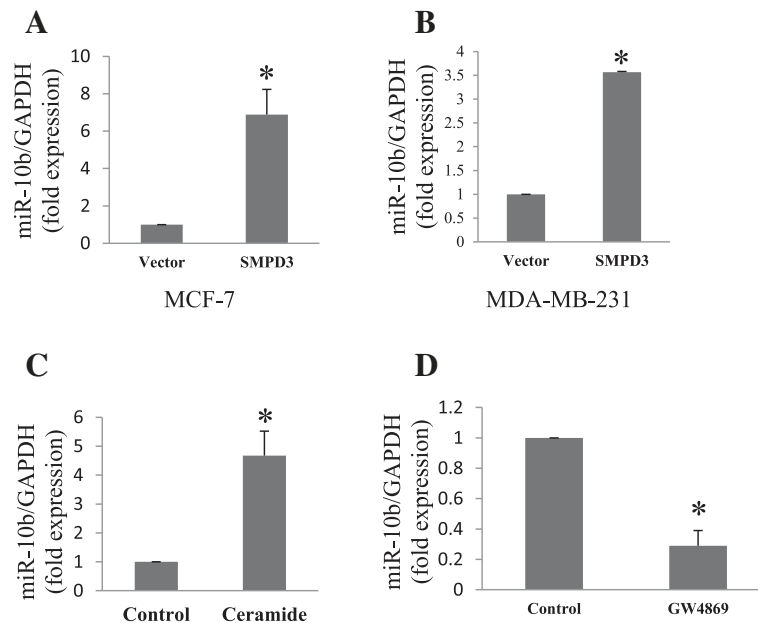 A
miR-10b/GAPDH
(fold expression)
10
8
6
4
2
0
*
Vector SMPD3
MCF-7
B
miR-10b/GAPDH
(fold expression)
4
3.5
3
2.5
2
1.5
1
0.5
0
*
Vector SMPD3
MDA-MB-231
C
miR-10b/GAPDH
(fold expression)
6
5
4
3
2
1
0
*
Control Ceramide
D
miR-10b/GAPDH
(fold expression)
1.2
1
0.8
0.6
0.4
0.2
0
*
Control GW4869